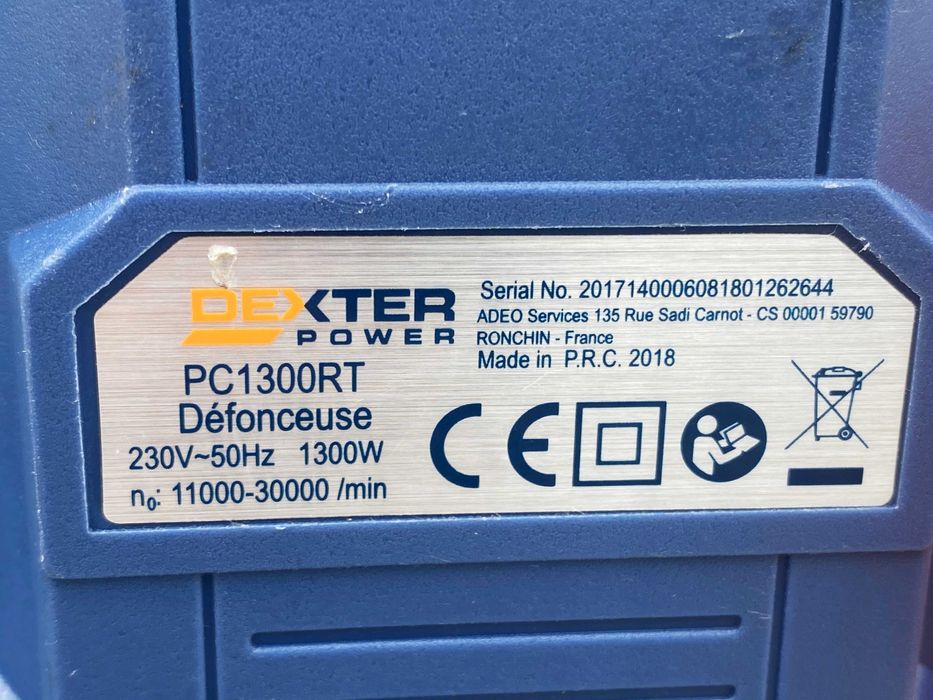 DEXTER
POWER
PC1300RT
Défonceuse
230V~50Hz 1300W
n₀: 11000-30000 /min
Serial No. 2017140006081801262644
ADEO Services 135 Rue Sadi Carnot - CS 00001 59790
RONCHIN - France
Made in P.R.C. 2018
CE